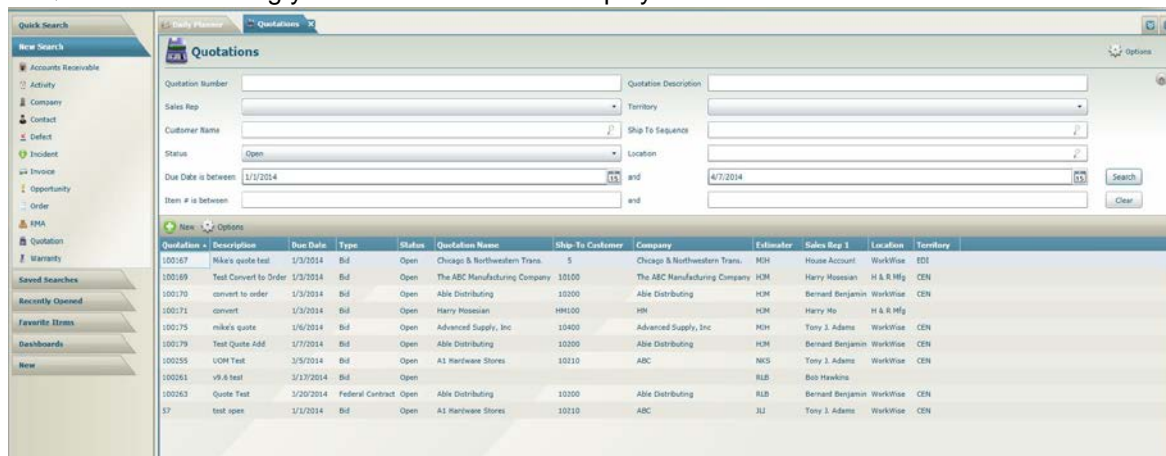 Quick Search
New Search
Accounts Receivable
Activity
Company
Contact
Defect
Incident
Invoice
Opportunity
Order
RMA
Quotation
Warranty
Saved Searches
Recently Opened
Favorite Items
Dashboards
New
Daily Planner Quotations X
Quotations Options
Quotation Number Quotation Description
Sales Rep Territory
Customer Name Ship To Sequence
Status Open Location
Due Date is between 1/1/2014 15 and 4/7/2014 15 Search
Item # is between and Clear
New Options
Quotation Description Due Date Type Status Quotation Name Ship-To Customer Company Estimater Sales Rep 1 Location Territory
100167 Mike's quote test 1/3/2014 Bid Open Chicago & Northwestern Trans. 5 Chicago & Northwestern Trans. MJH House Account WorkWise EDI
100169 Test Convert to Order 1/3/2014 Bid Open The ABC Manufacturing Company 10100 The ABC Manufacturing Company HJM Harry Mosesian H & R Mfg CEN
100170 convert to order 1/3/2014 Bid Open Able Distributing 10200 Able Distributing HJM Bernard Benjamin WorkWise CEN
100171 convert 1/3/2014 Bid Open Harry Mosesian HM100 HM HJM Harry Mo H & R Mfg
100175 mike's quote 1/6/2014 Bid Open Advanced Supply, Inc 10400 Advanced Supply, Inc MJH Tony J. Adams WorkWise CEN
100179 Test Quote Add 1/7/2014 Bid Open Able Distributing 10200 Able Distributing HJM Bernard Benjamin WorkWise CEN
100255 UOM Test 3/5/2014 Bid Open A1 Hardware Stores 10210 ABC NKS Tony J. Adams WorkWise CEN
100261 v9.6 test 3/17/2014 Bid Open RLB Bob Hawkins
100263 Quote Test 3/20/2014 Federal Contract Open Able Distributing 10200 Able Distributing RLB Bernard Benjamin WorkWise CEN
57 test open 1/1/2014 Bid Open A1 Hardware Stores 10210 ABC JLJ Tony J. Adams WorkWise CEN